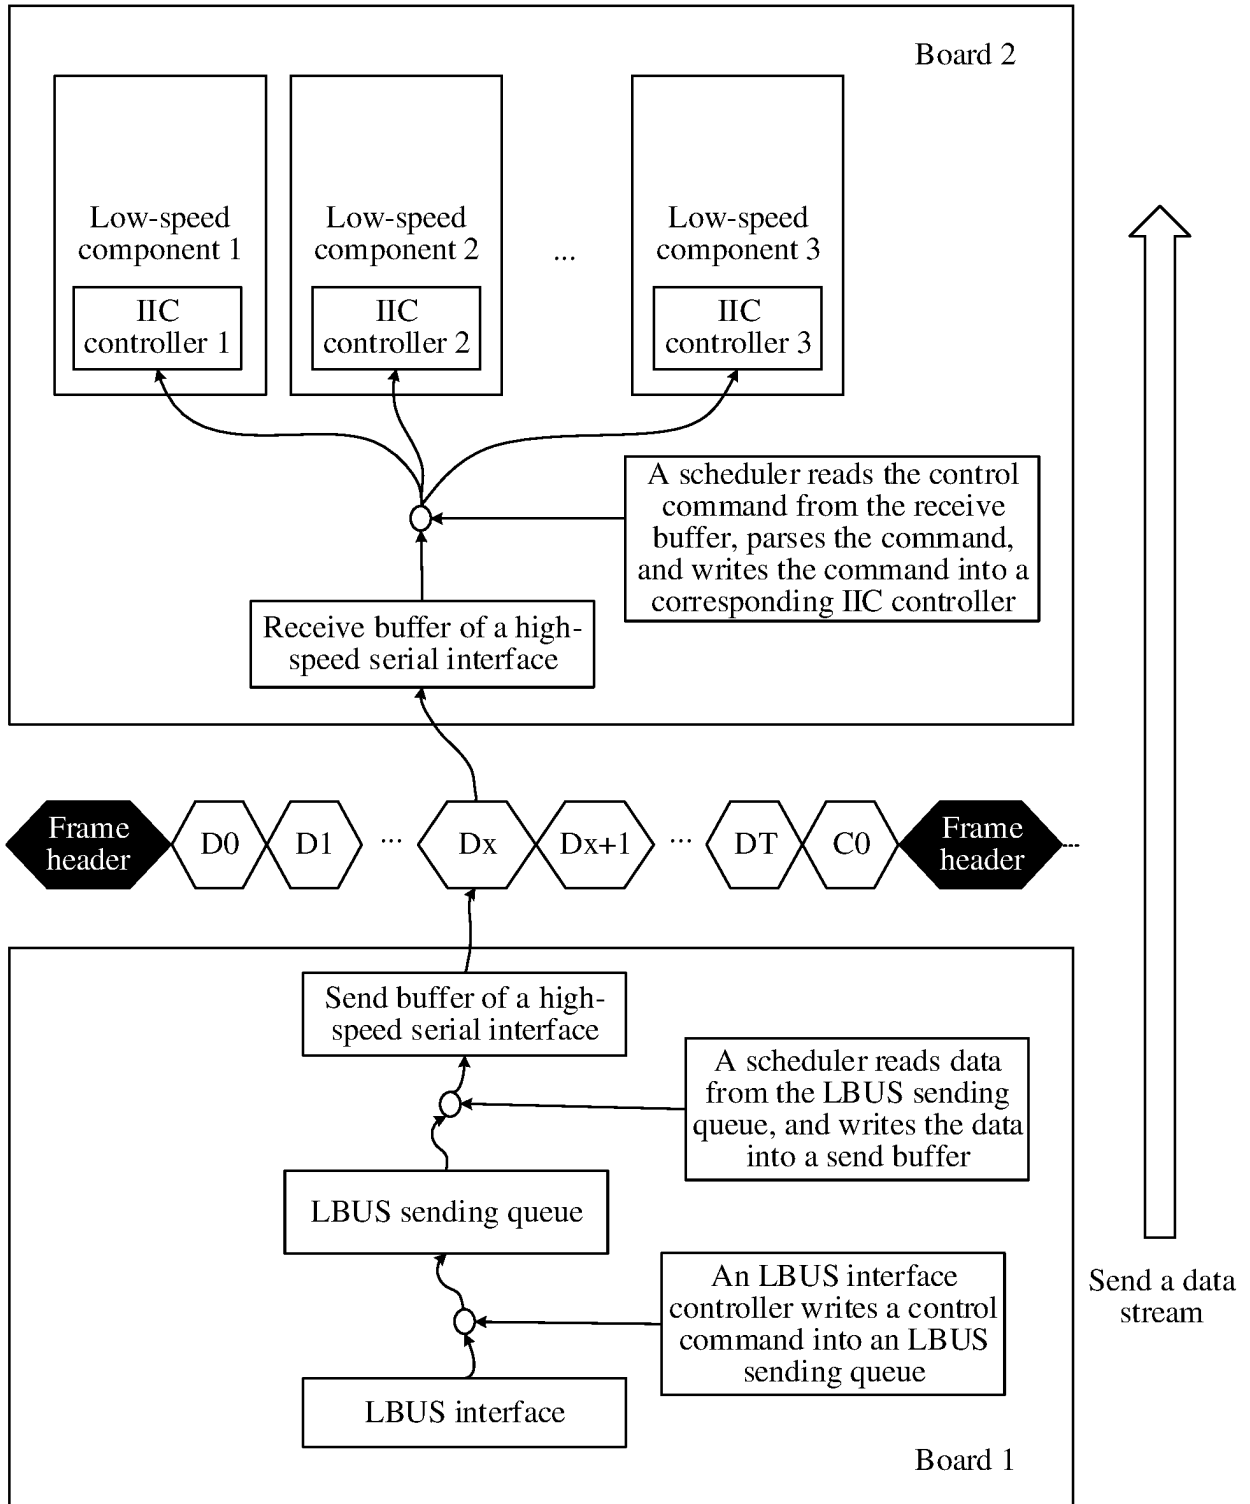 Board 2
Low-speed
component 1
Low-speed
component 2
...
Low-speed
component 3
IIC
controller 1
IIC
controller 2
IIC
controller 3
A scheduler reads the control
command from the receive
buffer, parses the command,
and writes the command into a
corresponding IIC controller
Receive buffer of a high-
speed serial interface
Frame
header
D0
D1
...
Dx
Dx+1
...
DT
C0
Frame
header
Send buffer of a high-
speed serial interface
A scheduler reads data
from the LBUS sending
queue, and writes the data
into a send buffer
LBUS sending queue
An LBUS interface
controller writes a control
command into an LBUS
sending queue
LBUS interface
Board 1
Send a data
stream